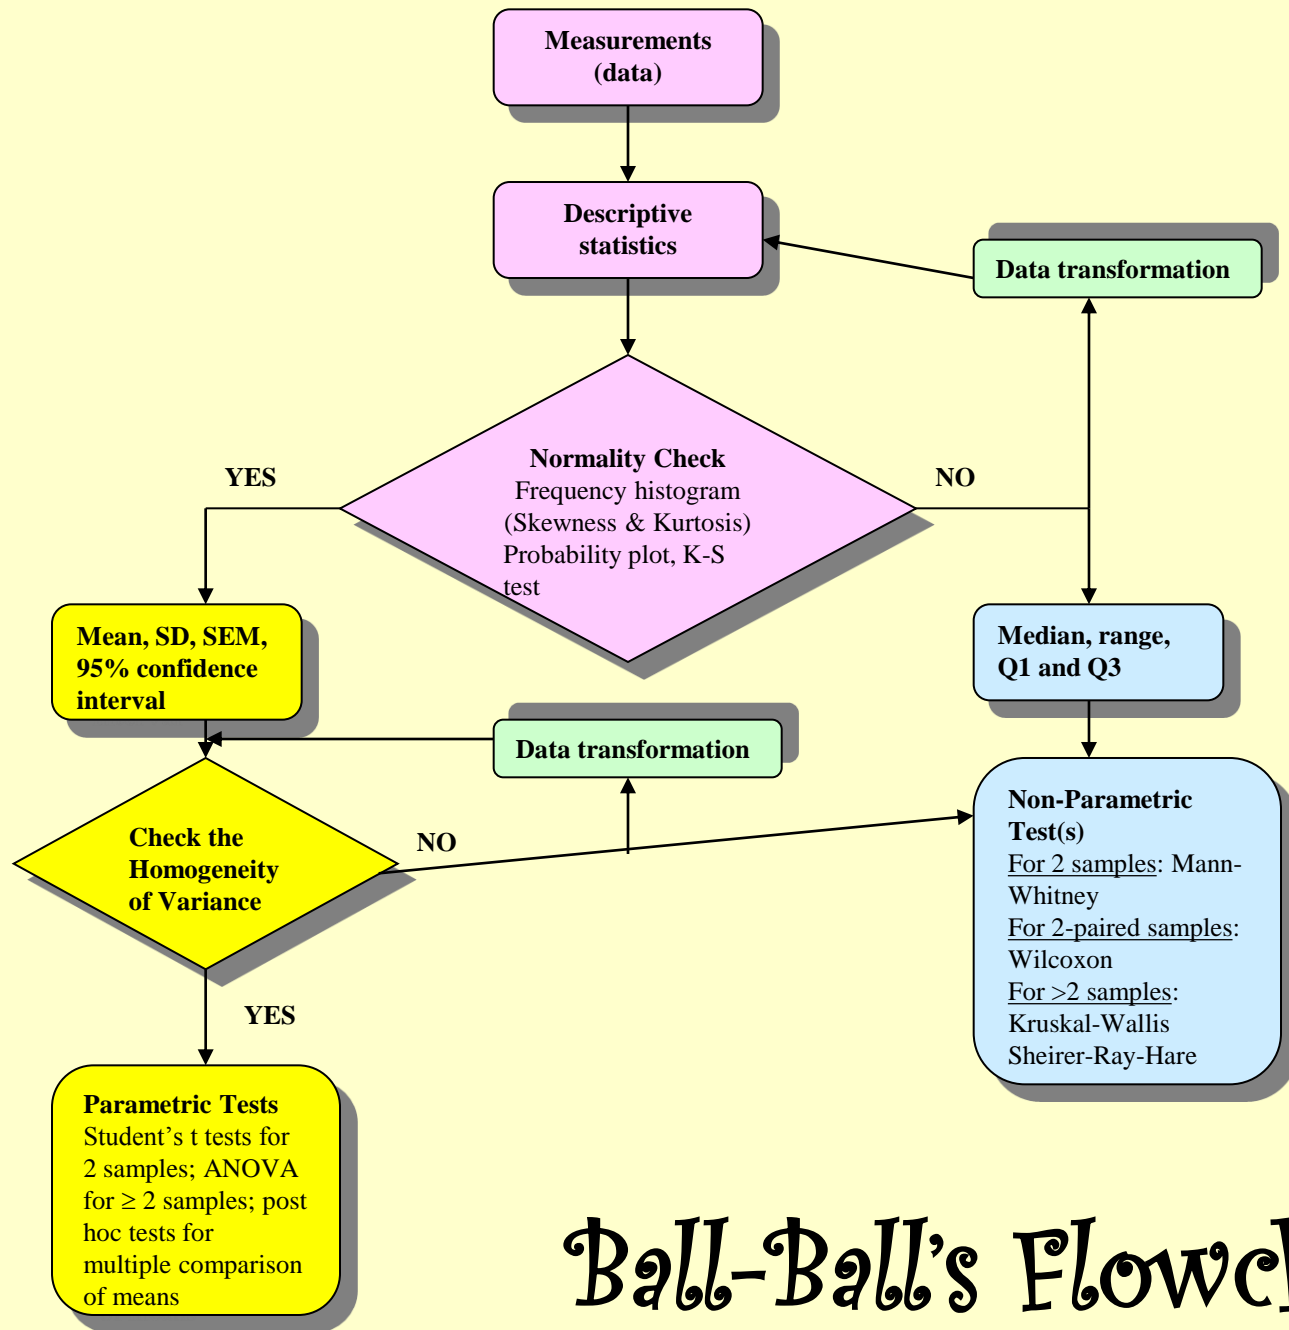 Measurements
(data)
Descriptive
statistics
Data transformation
Normality Check
Frequency histogram
(Skewness & Kurtosis)
Probability plot, K-S
test
YES
NO
Mean, SD, SEM,
95% confidence
interval
Median, range,
Q1 and Q3
Data transformation
Check the
Homogeneity
of Variance
NO
YES
Non-Parametric
Test(s)
For 2 samples: Mann-
Whitney
For 2-paired samples:
Wilcoxon
For >2 samples:
Kruskal-Wallis
Sheirer-Ray-Hare
Parametric Tests
Student’s t tests for
2 samples; ANOVA
for ≥ 2 samples; post
hoc tests for
multiple comparison
of means
Ball-Ball’s Flowch